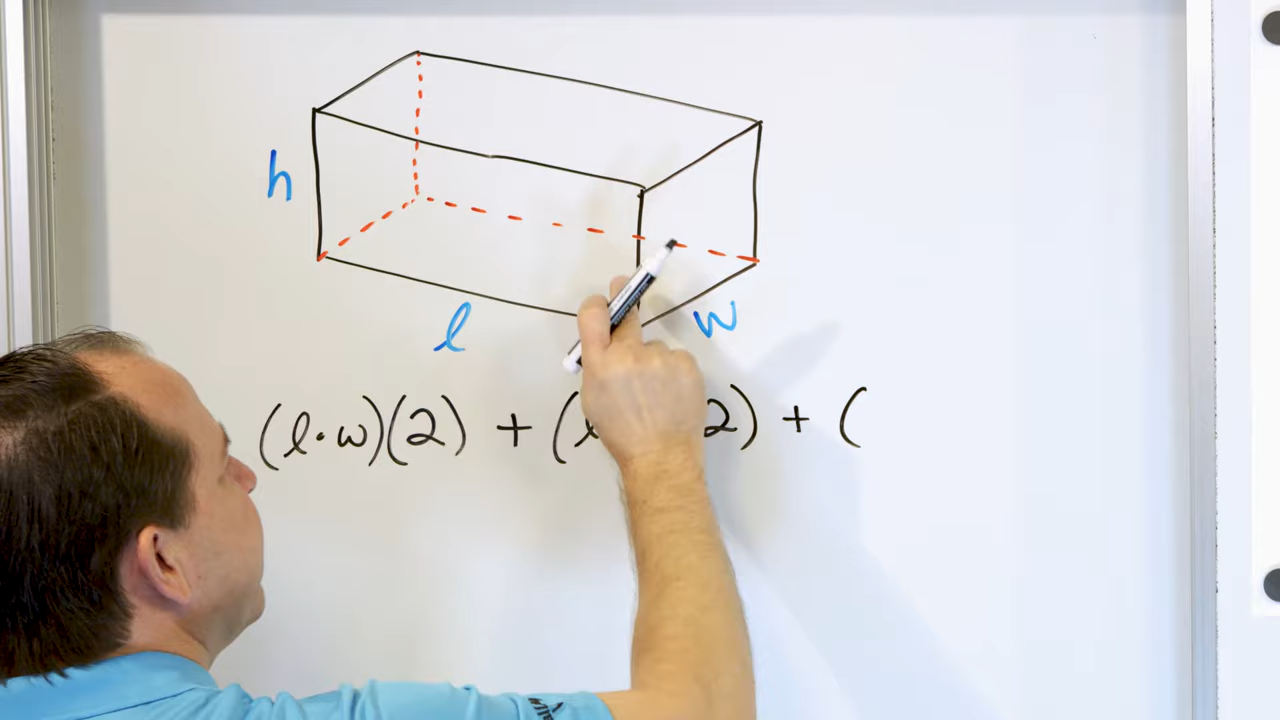 h
l
w
(l·w)(2) + (l 2) + (